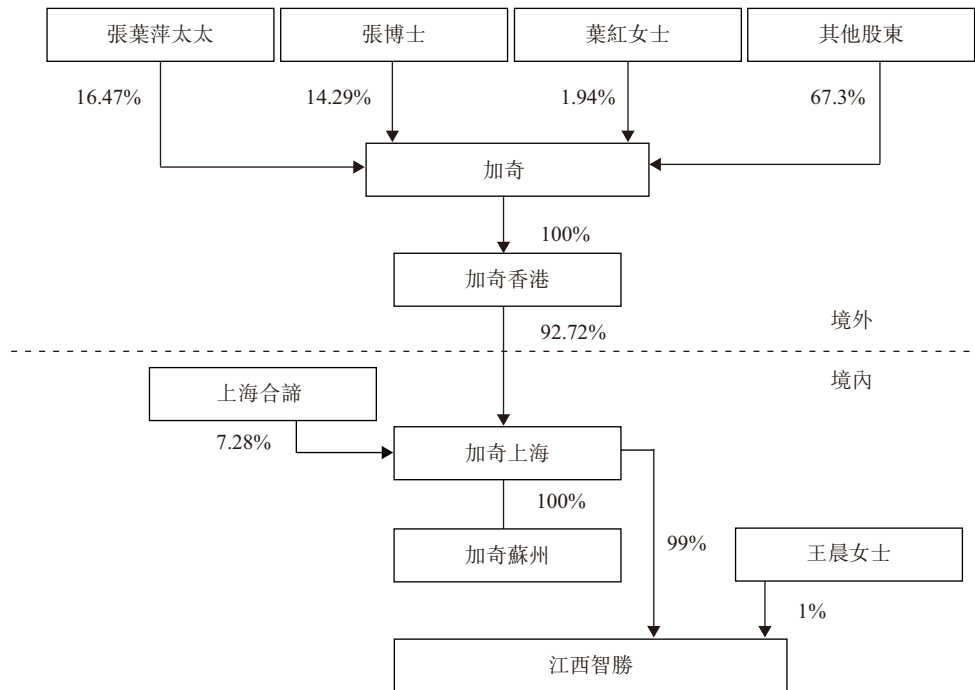 張葉萍太太
張博士
葉紅女士
其他股東
16.47%
14.29%
1.94%
67.3%
加奇
100%
加奇香港
92.72%
境外
境內
上海合諦
7.28%
加奇上海
100%
加奇蘇州
99%
王晨女士
1%
江西智勝